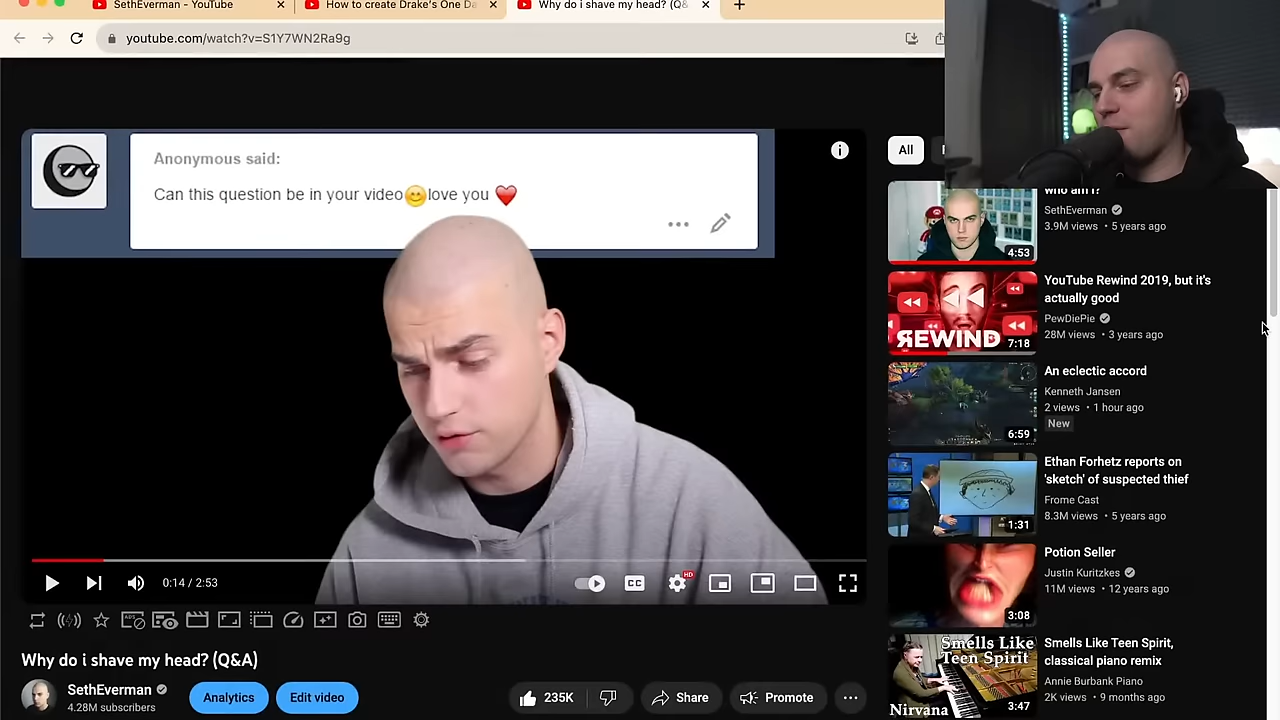 SethEverman - YouTube
How to create Drake's One Da
Why do i shave my head? (Q&
youtube.com/watch?v=S1Y7WN2Ra9g
Anonymous said:
Can this question be in your video😊love you ❤️
0:14 / 2:53
CC
HD
Why do i shave my head? (Q&A)
SethEverman
4.28M subscribers
Analytics
Edit video
235K
Share
Promote
All
who am i?
SethEverman
3.9M views • 5 years ago
4:53
YouTube Rewind 2019, but it's
actually good
PewDiePie
28M views • 3 years ago
REWIND
7:18
An eclectic accord
Kenneth Jansen
2 views • 1 hour ago
New
6:59
Ethan Forhetz reports on
'sketch' of suspected thief
Frome Cast
8.3M views • 5 years ago
1:31
Potion Seller
Justin Kuritzkes
11M views • 12 years ago
3:08
Smells Like Teen Spirit,
classical piano remix
Annie Burbank Piano
2K views • 9 months ago
Smells Like
Teen Spirit
Nirvana
3:47